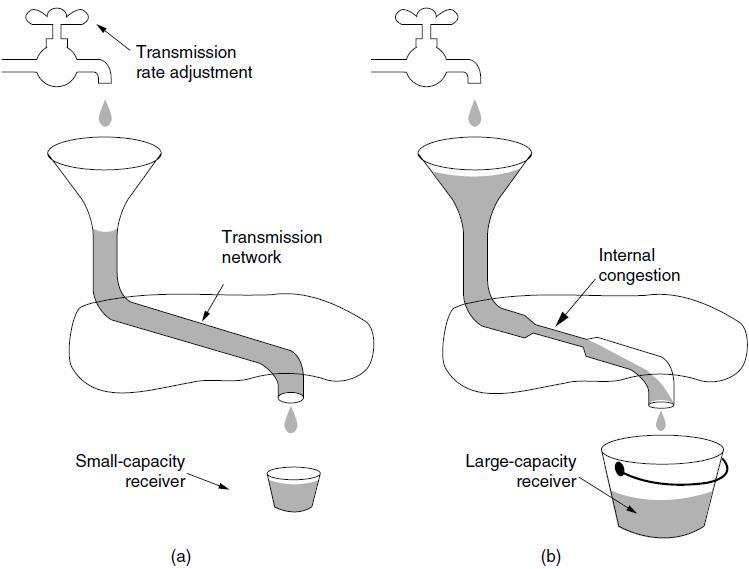 Transmission
rate adjustment
Transmission
network
Internal
congestion
Small-capacity
receiver
Large-capacity
receiver
(a)
(b)